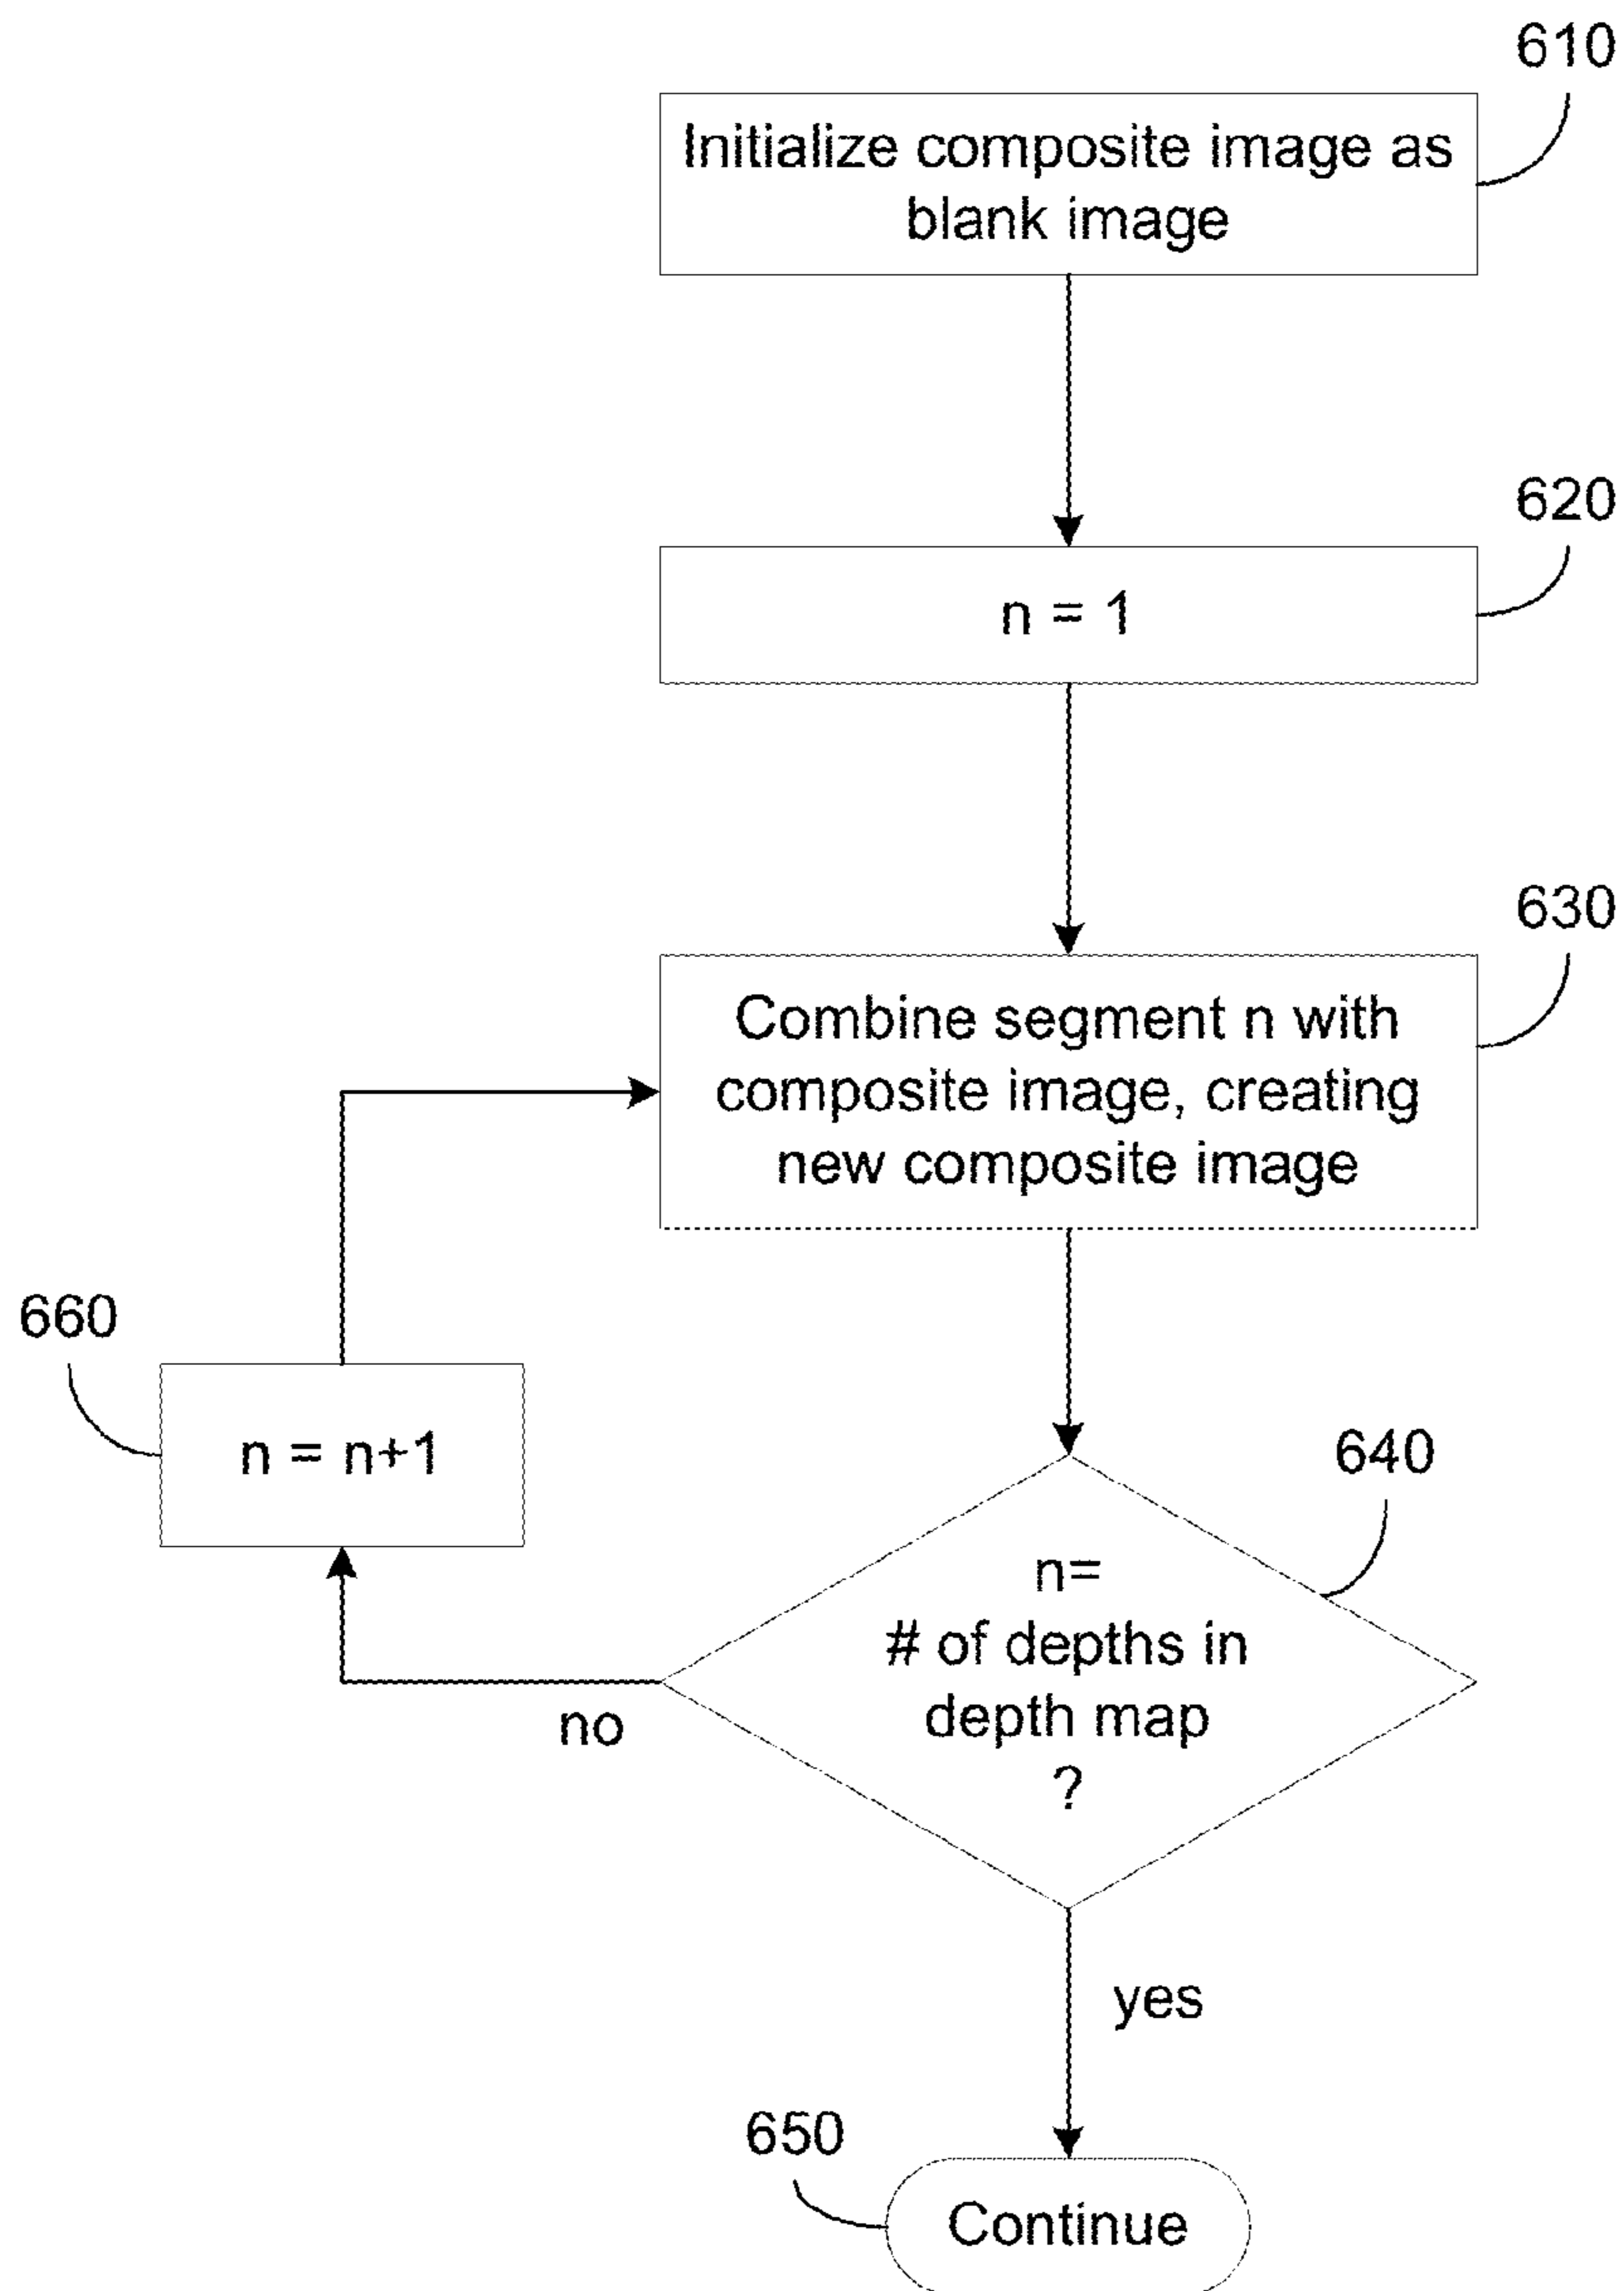 610
Initialize composite image as
blank image
620
n = 1
630
Combine segment n with
composite image, creating
new composite image
660
n = n+1
640
n=
# of depths in
depth map
?
no
yes
650
Continue